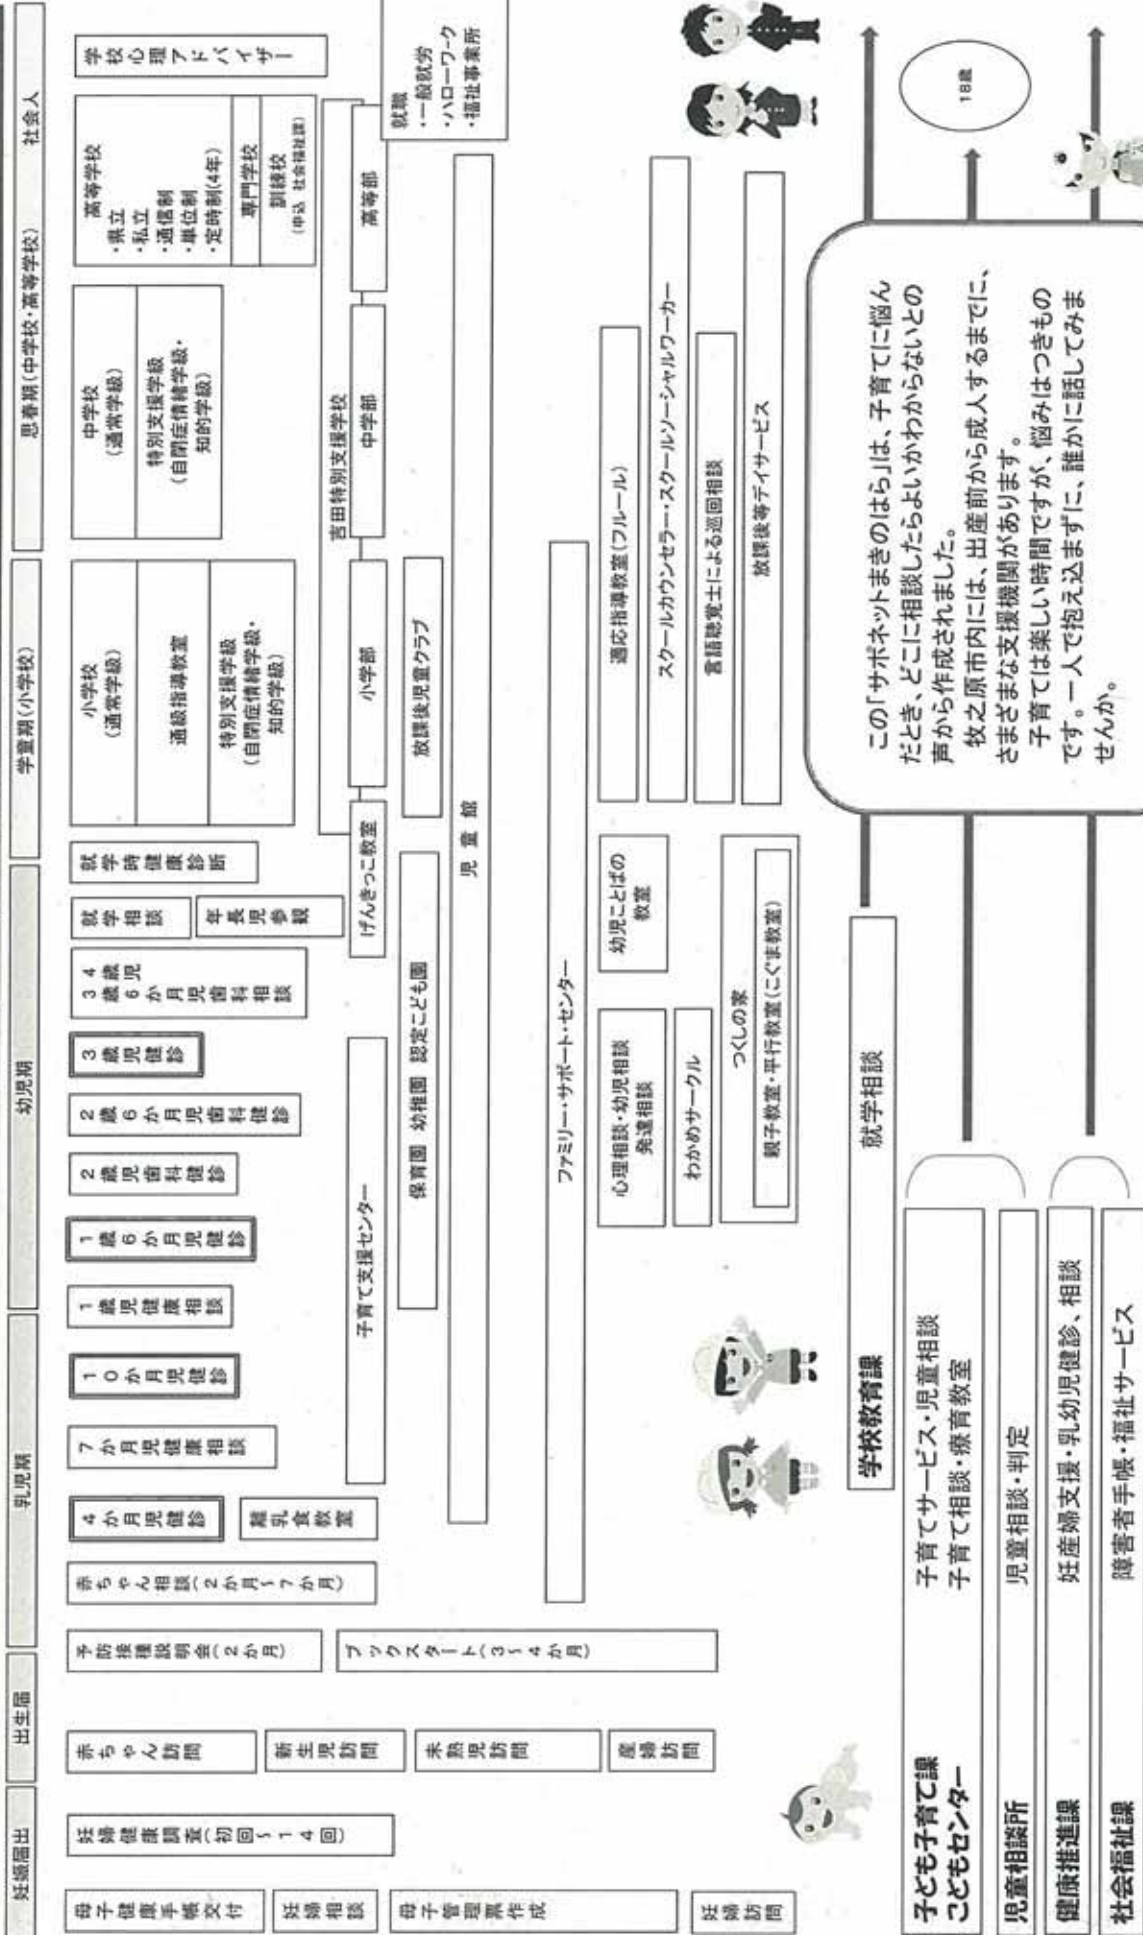 妊娠届出
出生届
乳児期
幼児期
学童期(小学校)
思春期(中学校・高等学校)
社会人
母子健康手帳交付
妊婦相談
母子管理票作成
妊婦訪問
妊婦健康調査(初回~14回)
赤ちゃん訪問
新生児訪問
未熟児訪問
産婦訪問
予防接種説明会(2か月)
ブックスタート(3~4か月)
赤ちゃん相談(2か月~7か月)
4か月児健診
離乳食教室
7か月児健康相談
10か月児健診
1歳児健康相談
1歳6か月児健診
2歳児歯科健診
2歳6か月児歯科健診
3歳児健診
34歳児
3歳6か月児歯科相談
就学相談
年長児参観
就学時健康診断
小学校
(通常学級)
通級指導教室
特別支援学級
(自閉症情緒学級・
知的学級)
中学校
(通常学級)
特別支援学級
(自閉症情緒学級・
知的学級)
高等学校
・県立
・私立
・通信制
・単位制
・定時制(4年)
専門学校
訓練校
(申込 社会福祉課)
学校心理アドバイザー
吉田特別支援学校
子育て支援センター
げんきっこ教室
小学部
中学部
高等部
就職
・一般就労
・ハローワーク
・福祉事業所
保育園 幼稚園 認定こども園
放課後児童クラブ
児童館
ファミリー・サポート・センター
心理相談・幼児相談
発達相談
幼児ことばの
教室
適応指導教室(フルール)
わかめサークル
スクールカウンセラー・スクールソーシャルワーカー
つくしの家
親子教室・平行教室(こぐま教室)
言語聴覚士による巡回相談
放課後等デイサービス
学校教育課
就学相談
子ども子育て課
こどもセンター
子育てサービス・児童相談
子育て相談・療育教室
児童相談所
児童相談・判定
健康推進課
妊産婦支援・乳幼児健診、相談
社会福祉課
障害者手帳・福祉サービス
この「サポネットまきのはら」は、子育てに悩ん
だとき、どこに相談したらよいかわからないとの
声から作成されました。
牧之原市内には、出産前から成人するまでに、
さまざまな支援機関があります。
子育ては楽しい時間ですが、悩みはつきもの
です。一人で抱え込まずに、誰かに話してみま
せんか。
18歳